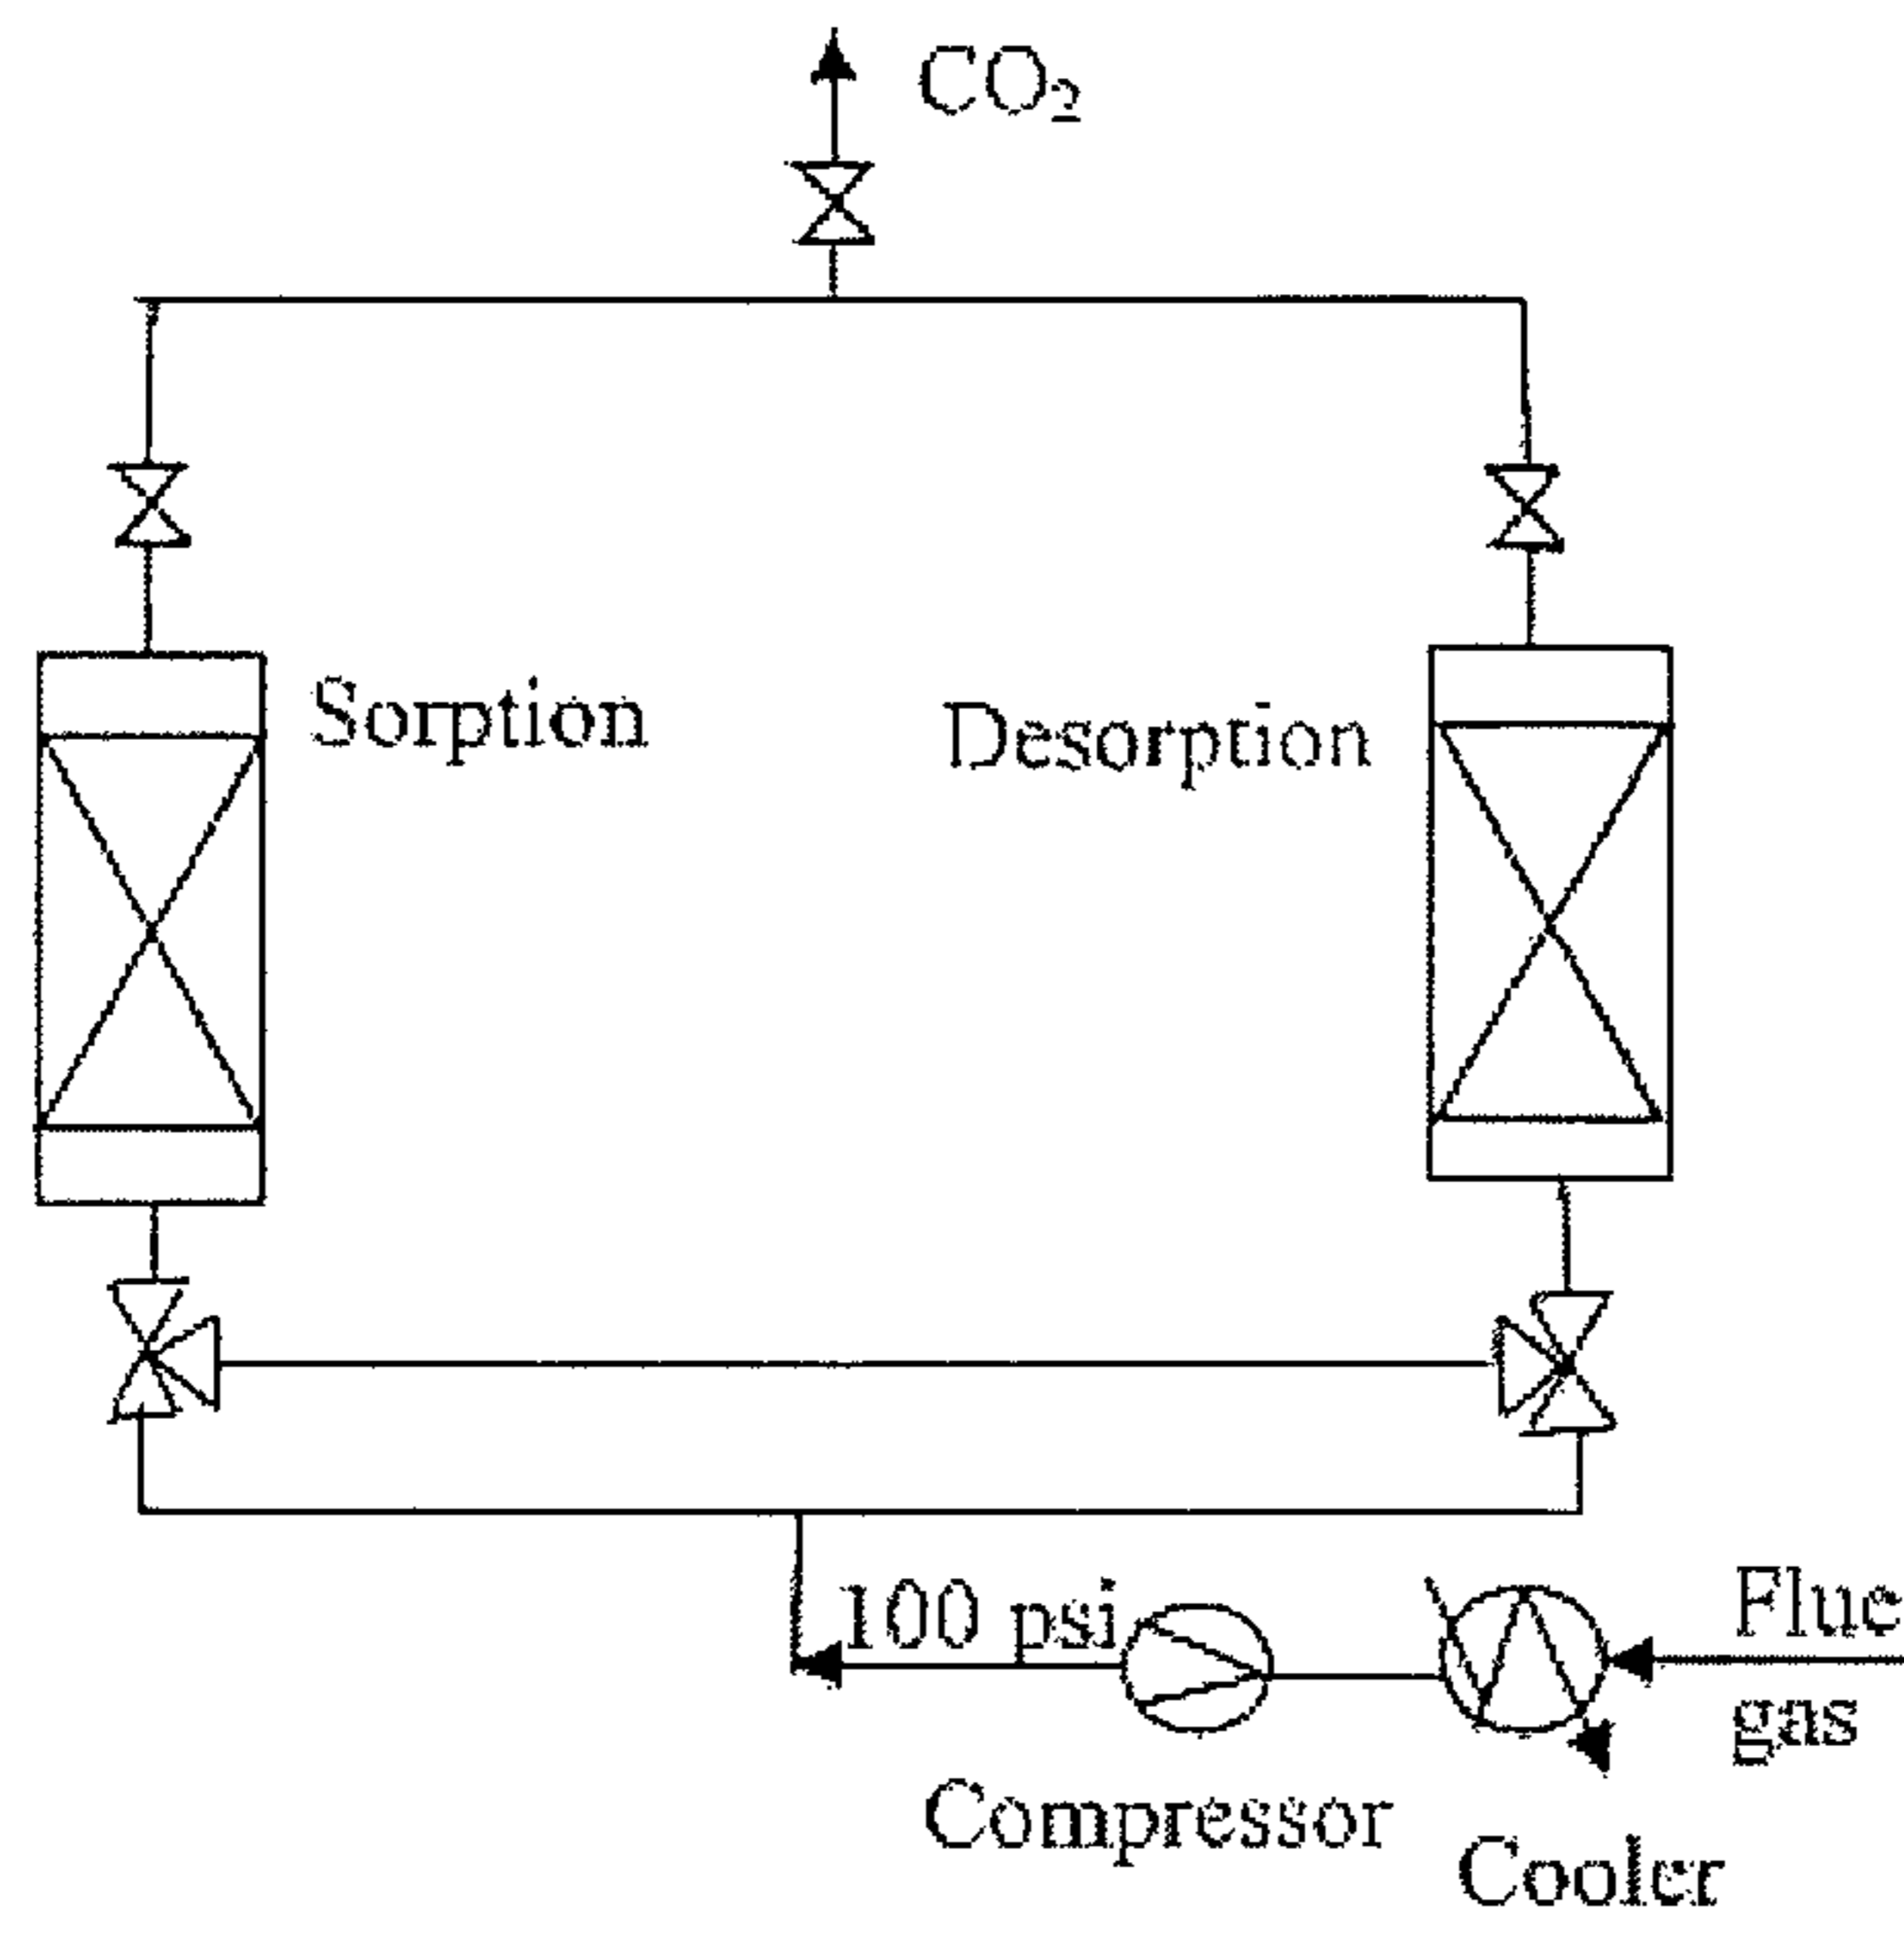 CO₂
Sorption
Desorption
100 psi
Flue
gas
Compressor
Cooler